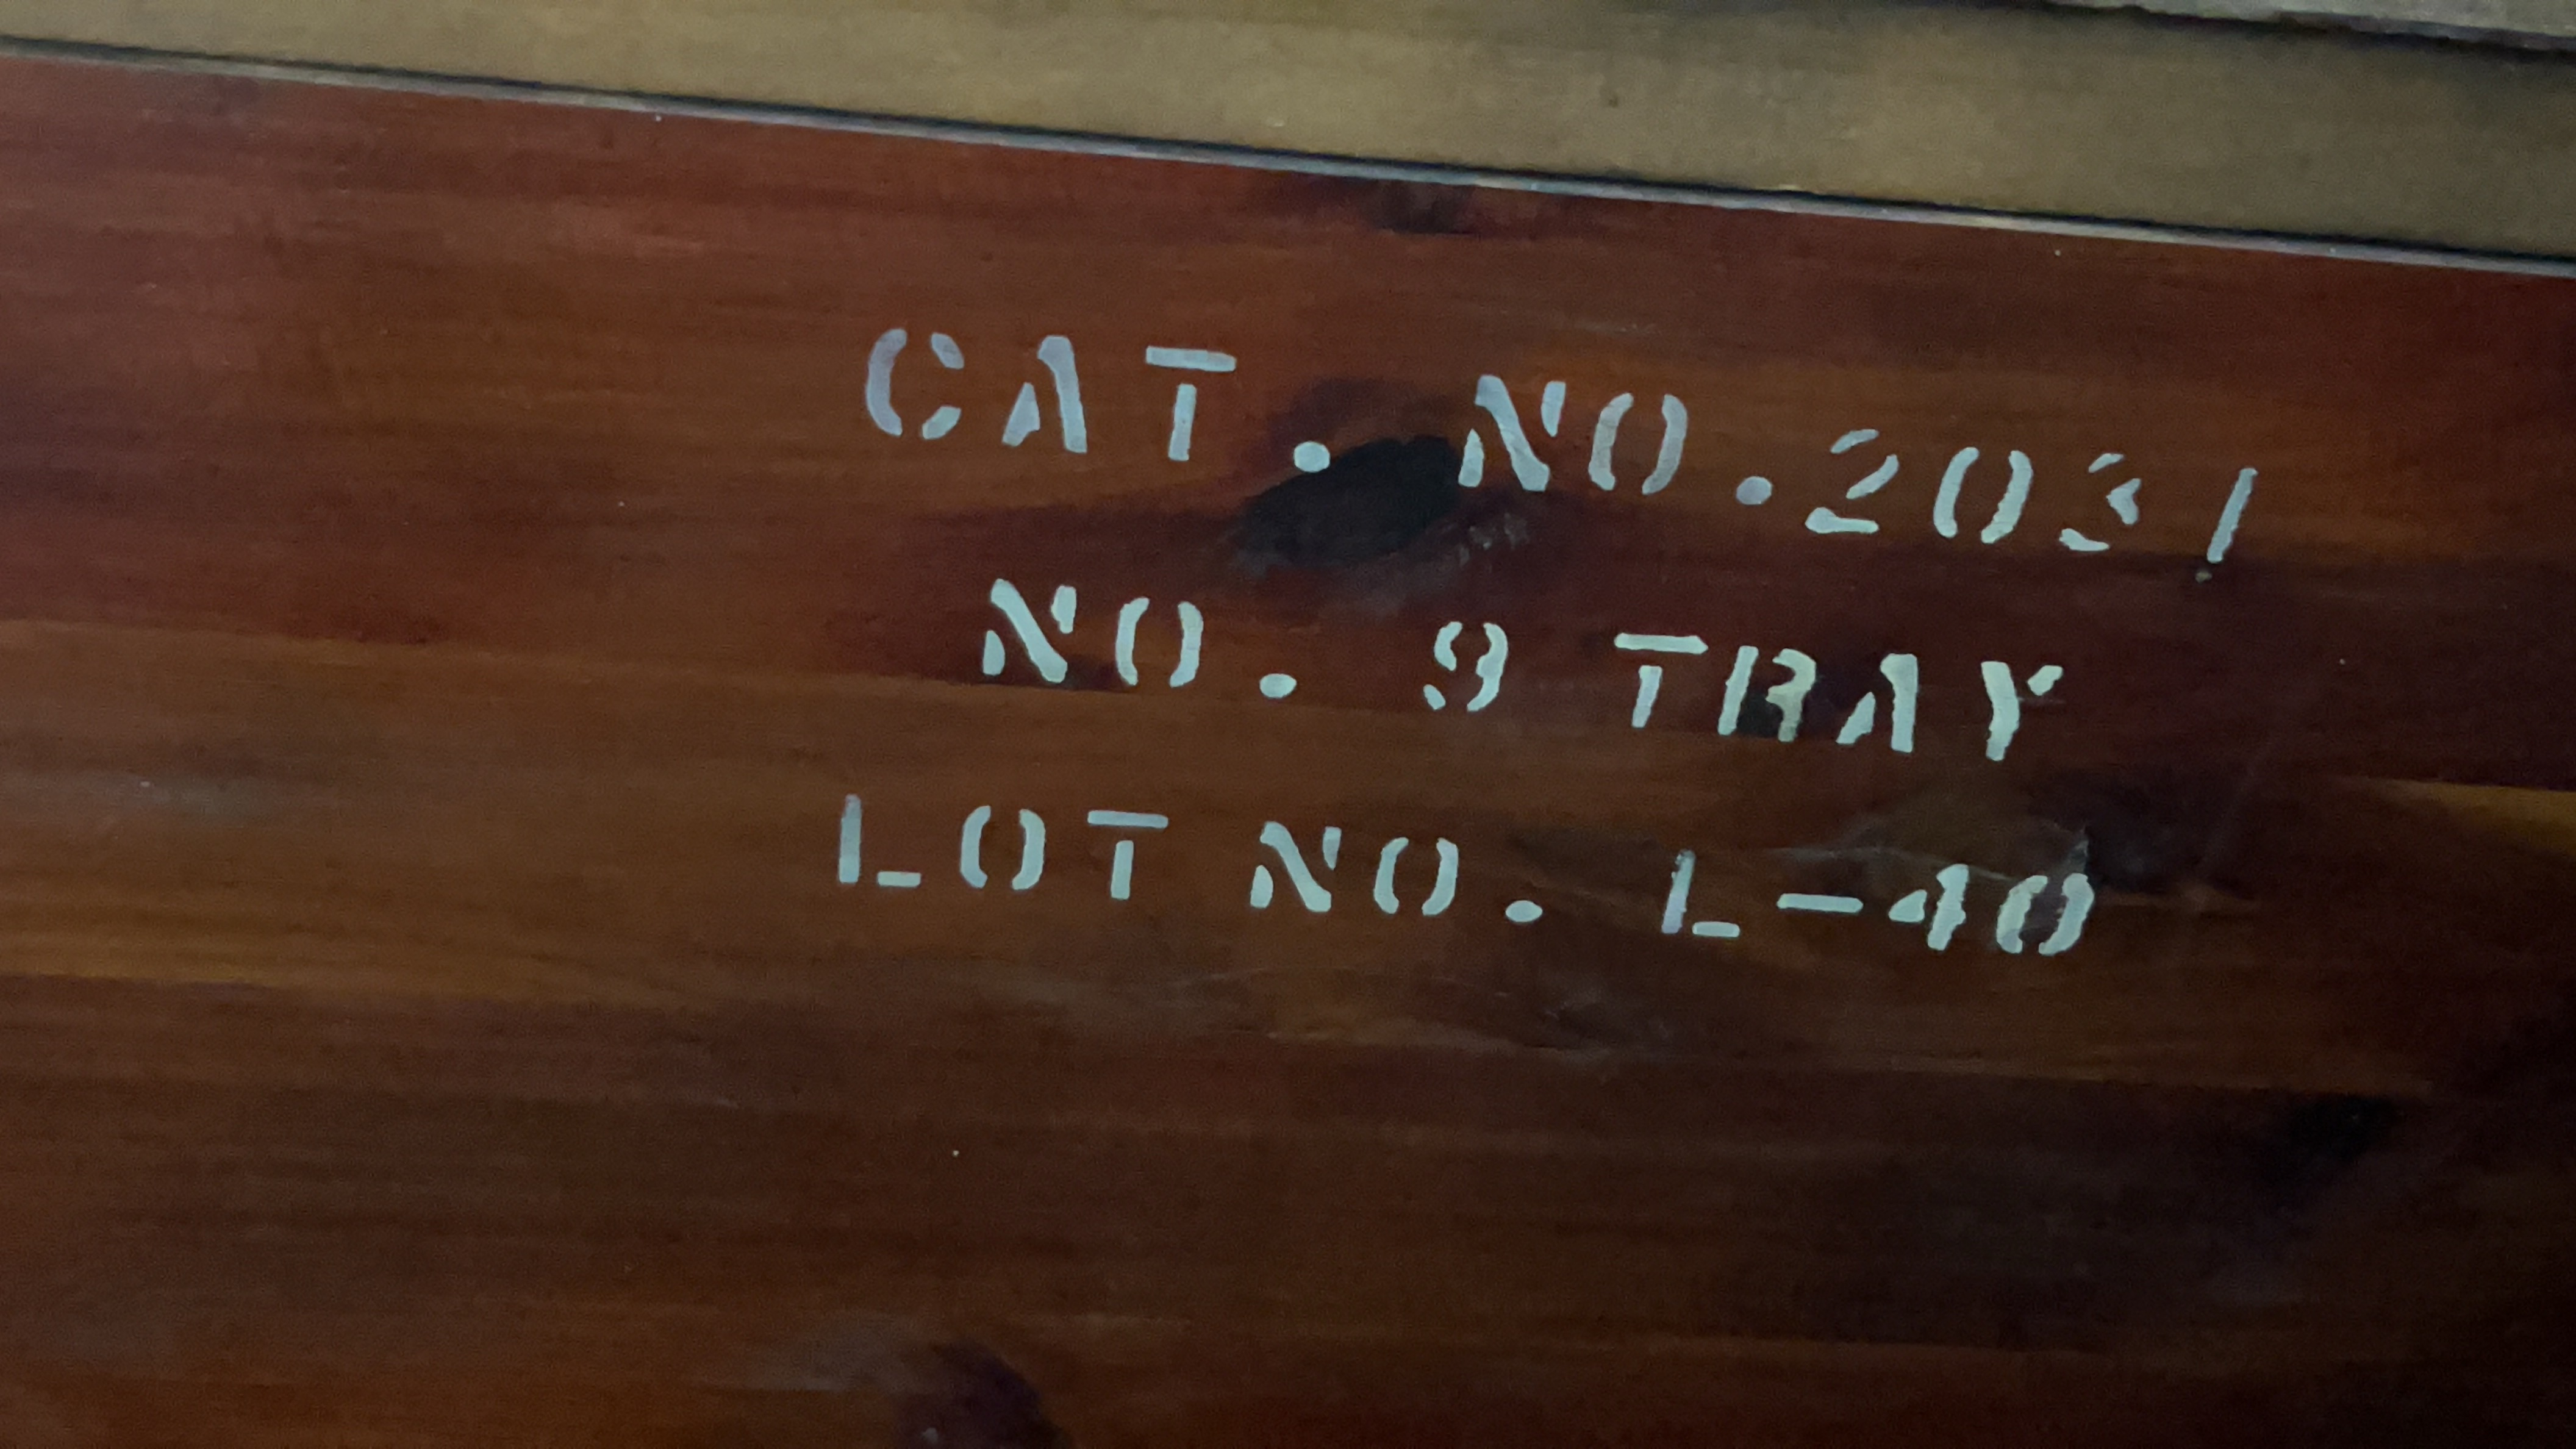 CAT. NO.2031
NO. 9 TRAY
LOT NO. L-40